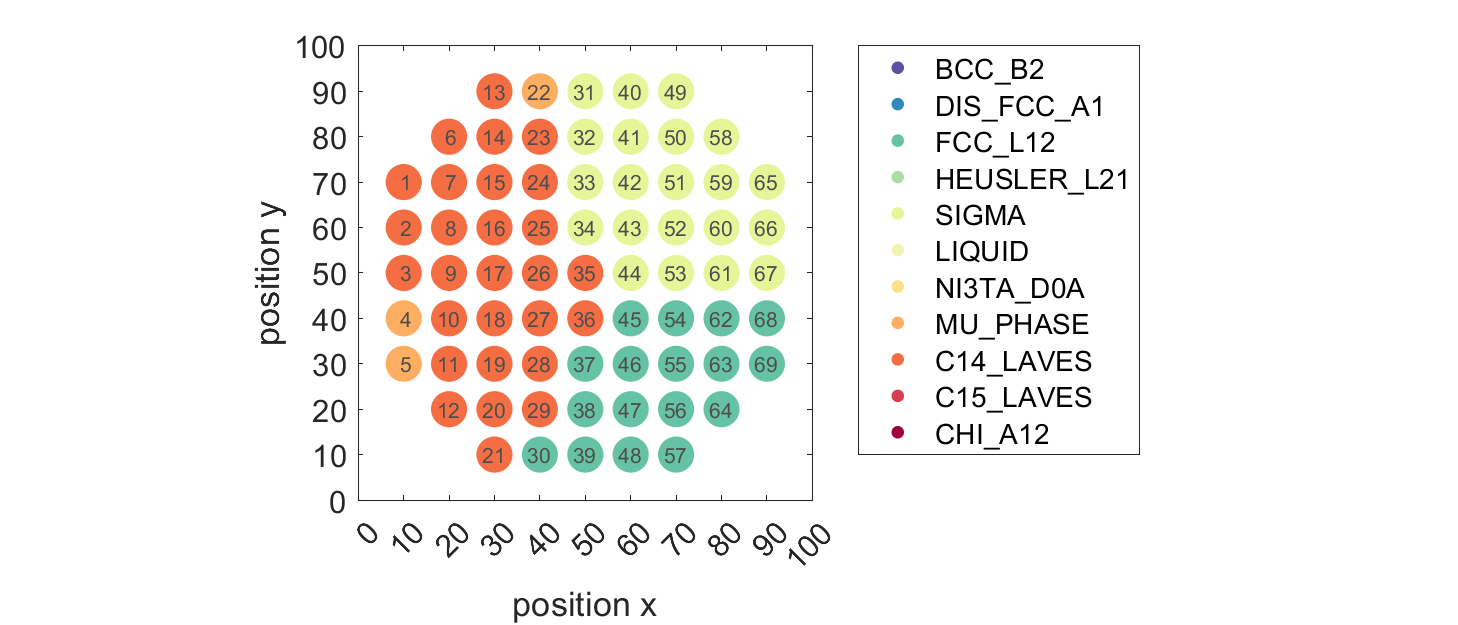 100
90 13 22 31 40 49
80 6 14 23 32 41 50 58
70 1 7 15 24 33 42 51 59 65
60 2 8 16 25 34 43 52 60 66
50 3 9 17 26 35 44 53 61 67
40 4 10 18 27 36 45 54 62 68
30 5 11 19 28 37 46 55 63 69
20 12 20 29 38 47 56 64
10 21 30 39 48 57
0
0 10 20 30 40 50 60 70 80 90 100
position x
position y
BCC_B2
DIS_FCC_A1
FCC_L12
HEUSLER_L21
SIGMA
LIQUID
NI3TA_D0A
MU_PHASE
C14_LAVES
C15_LAVES
CHI_A12